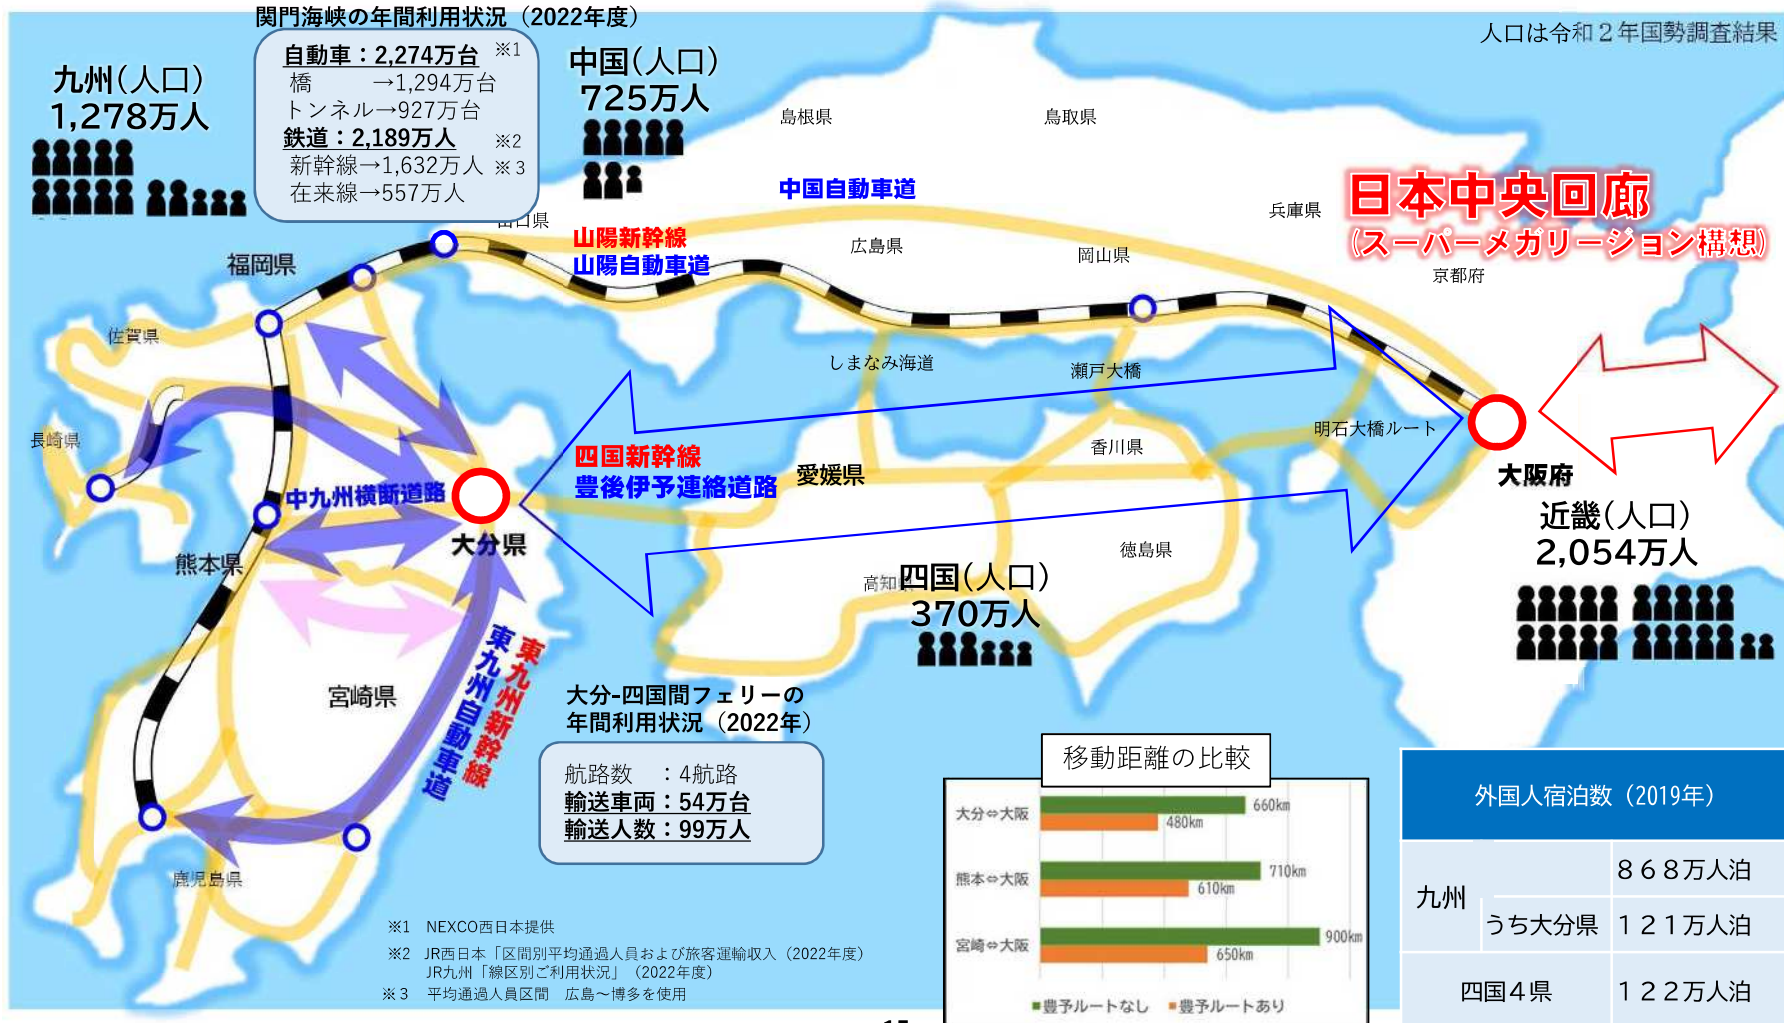 関門海峡の年間利用状況（2022年度）
自動車：2,274万台 ※1
橋 →1,294万台
トンネル→927万台
鉄道：2,189万人 ※2
新幹線→1,632万人 ※3
在来線→557万人
人口は令和２年国勢調査結果
九州(人口)
1,278万人
中国(人口)
725万人
島根県
鳥取県
中国自動車道
山口県
山陽新幹線
山陽自動車道
広島県
岡山県
兵庫県
京都府
日本中央回廊
(スーパーメガリージョン構想)
福岡県
佐賀県
長崎県
しまなみ海道
瀬戸大橋
明石大橋ルート
大阪府
近畿(人口)
2,054万人
四国新幹線
豊後伊予連絡道路
愛媛県
香川県
徳島県
高知県
四国(人口)
370万人
中九州横断道路
大分県
熊本県
宮崎県
東九州新幹線
東九州自動車道
鹿児島県
大分-四国間フェリーの
年間利用状況（2022年）
航路数 ：4航路
輸送車両：54万台
輸送人数：99万人
※1 NEXCO西日本提供
※2 JR西日本「区間別平均通過人員および旅客運輸収入（2022年度）
JR九州「線区別ご利用状況」（2022年度）
※3 平均通過人員区間 広島～博多を使用
移動距離の比較
大分⇔大阪 660km
480km
熊本⇔大阪 710km
610km
宮崎⇔大阪 900km
650km
■豊予ルートなし ■豊予ルートあり
外国人宿泊数（2019年）
九州 ８６８万人泊
うち大分県 １２１万人泊
四国４県 １２２万人泊